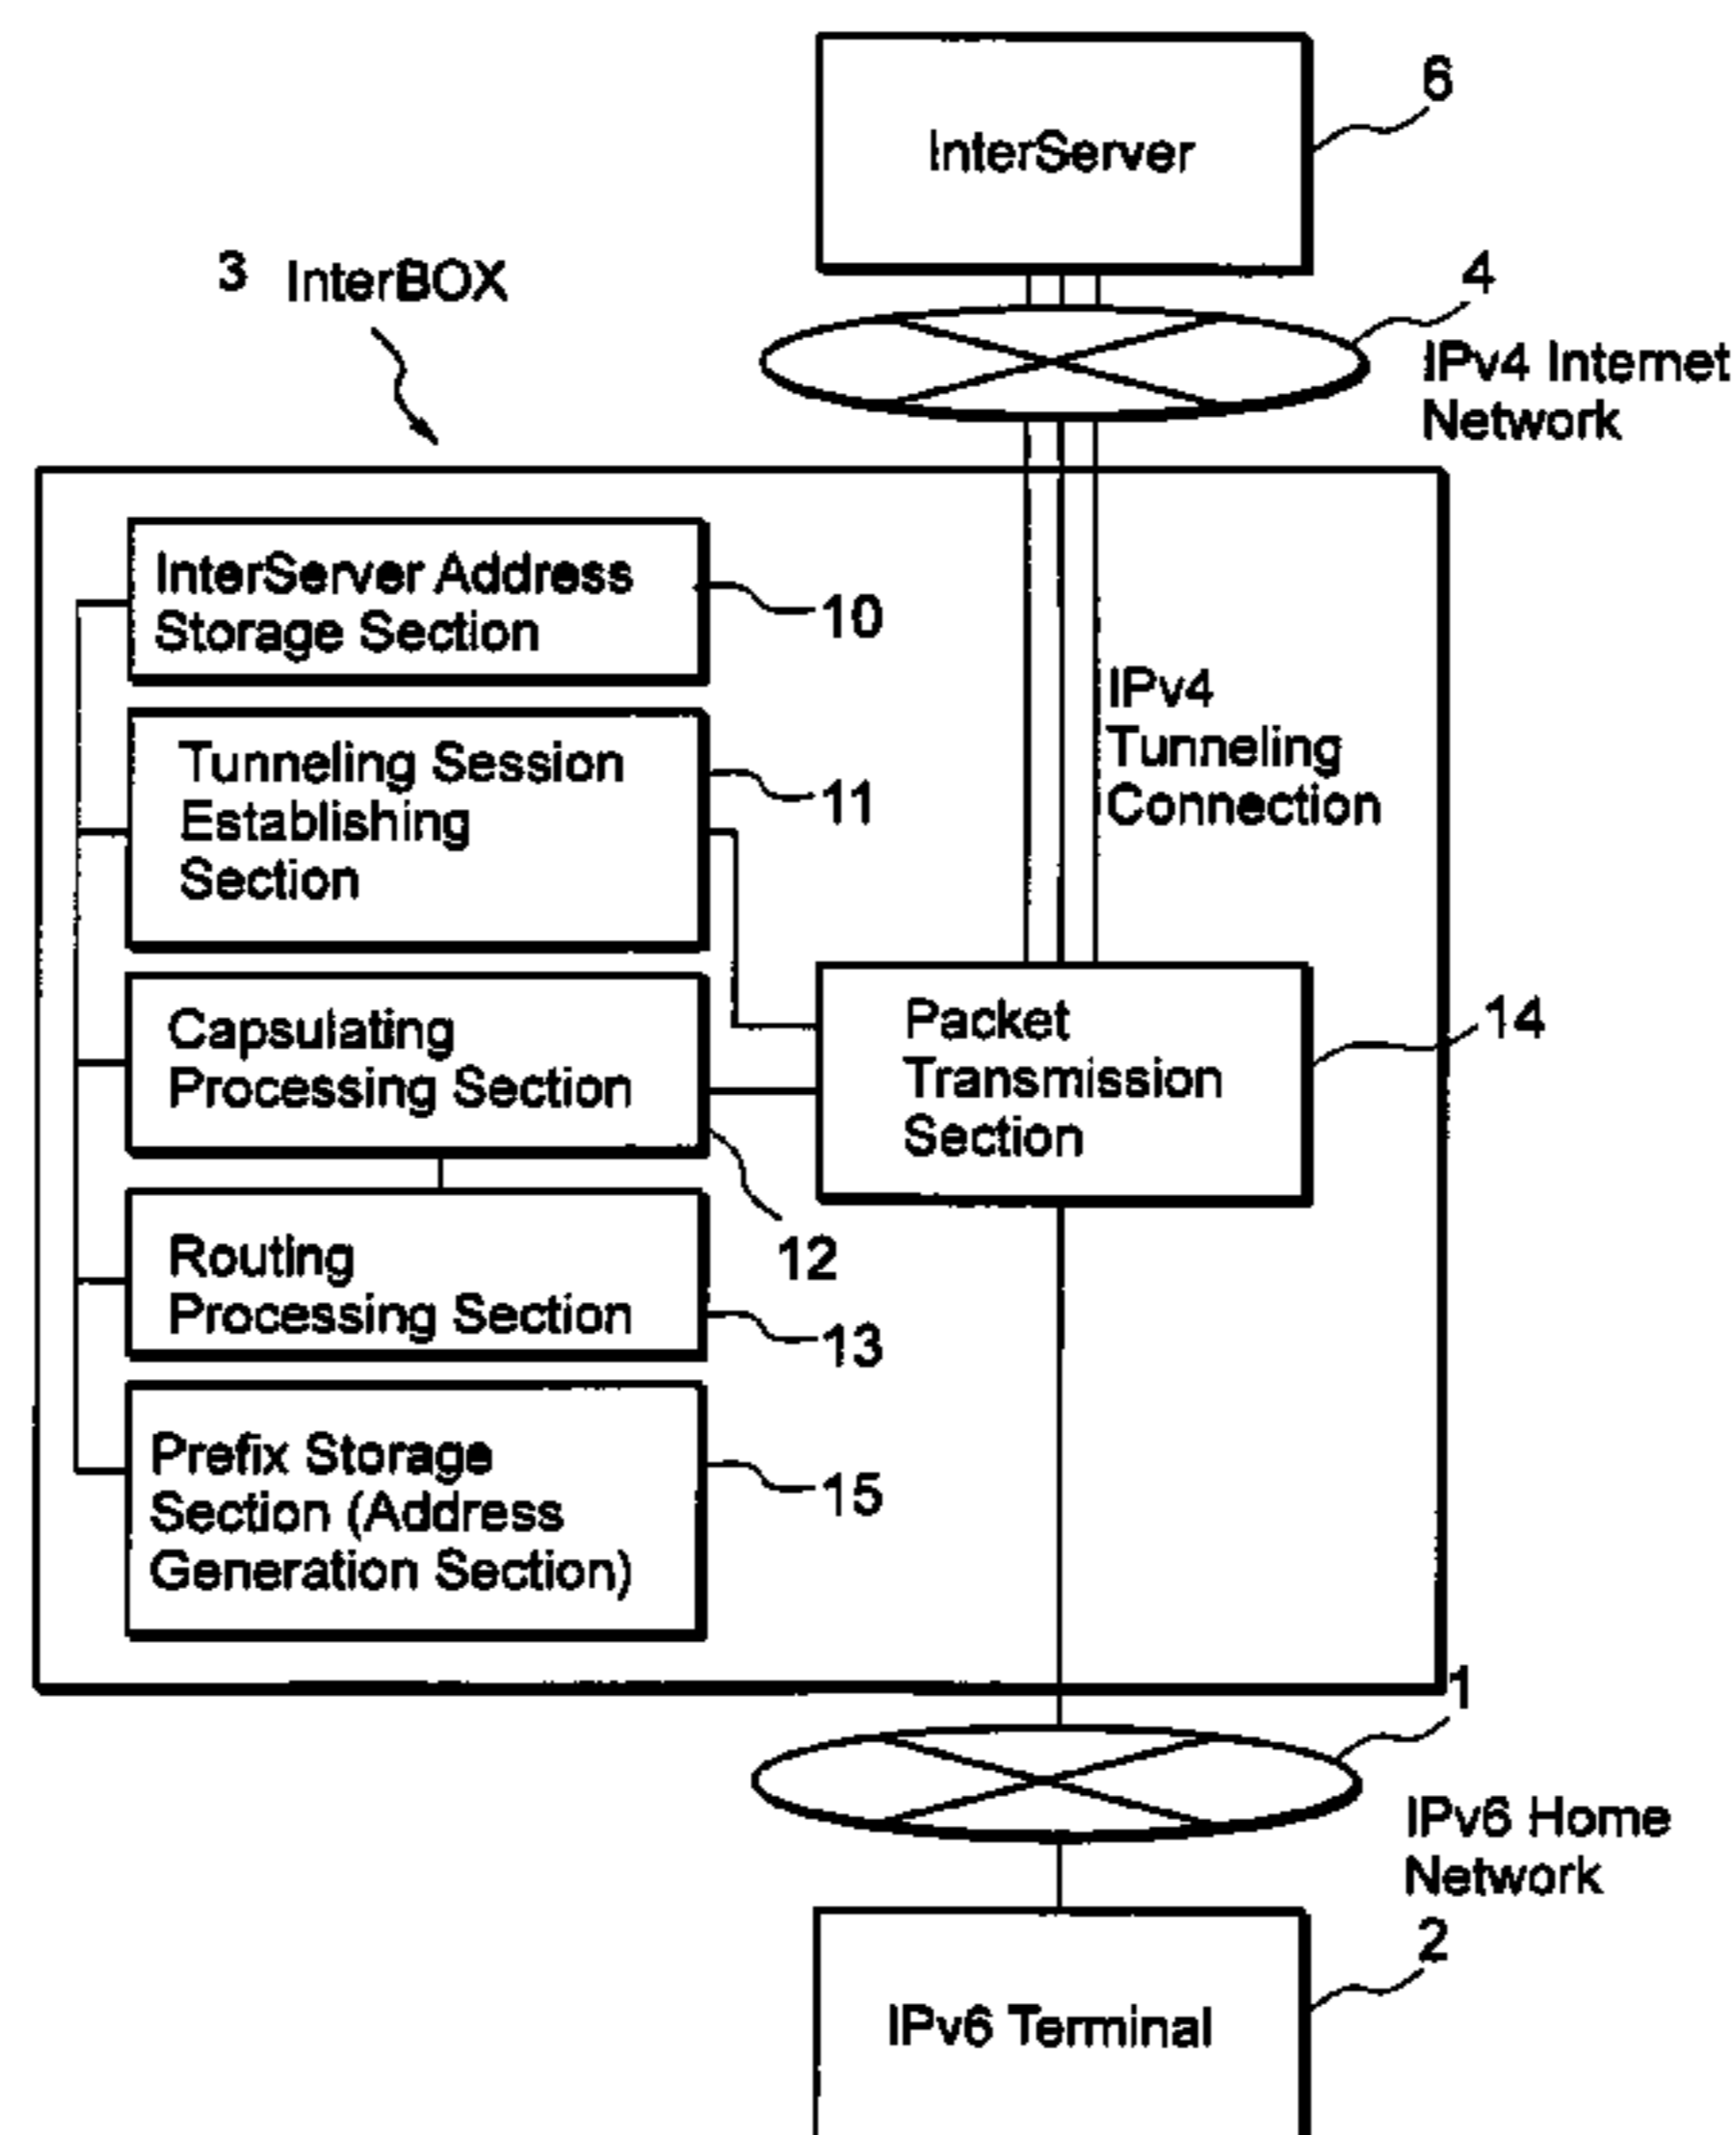 InterServer
6
3 InterBOX
4
IPv4 Internet
Network
InterServer Address
Storage Section
10
IPv4
Tunneling
Connection
Tunneling Session
Establishing
Section
11
Capsulating
Processing Section
12
Packet
Transmission
Section
14
Routing
Processing Section
13
Prefix Storage
Section (Address
Generation Section)
15
1
IPv6 Home
Network
2
IPv6 Terminal